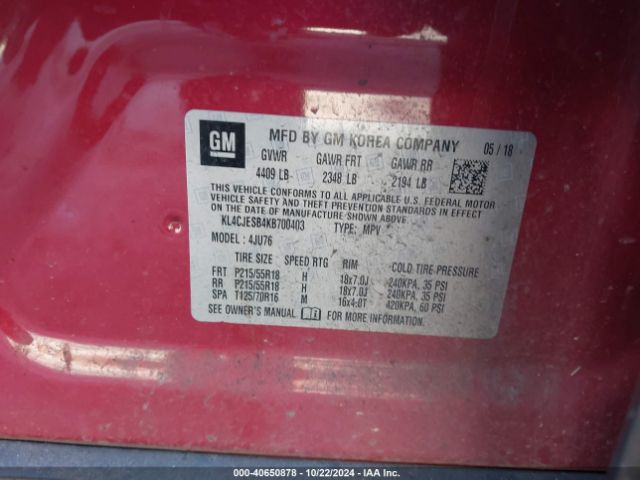 GM
MFD BY GM KOREA COMPANY 05 / 18
GVWR GAWR FRT GAWR RR
4409 LB 2348 LB 2194 LB
THIS VEHICLE CONFORMS TO ALL APPLICABLE U.S. FEDERAL MOTOR
VEHICLE SAFETY AND THEFT PREVENTION STANDARDS IN EFFECT ON
THE DATE OF MANUFACTURE SHOWN ABOVE.
KL4CJESB4KB700403 TYPE: MPV
MODEL : 4JU76
TIRE SIZE SPEED RTG RIM COLD TIRE PRESSURE
FRT P215/55R18 H 18x7.0J 240KPA, 35 PSI
RR P215/55R18 H 18x7.0J 240KPA, 35 PSI
SPA T125/70R16 M 16x4.0T 420KPA, 60 PSI
SEE OWNER'S MANUAL FOR MORE INFORMATION.
000-40650878 - 10/22/2024 - IAA Inc.